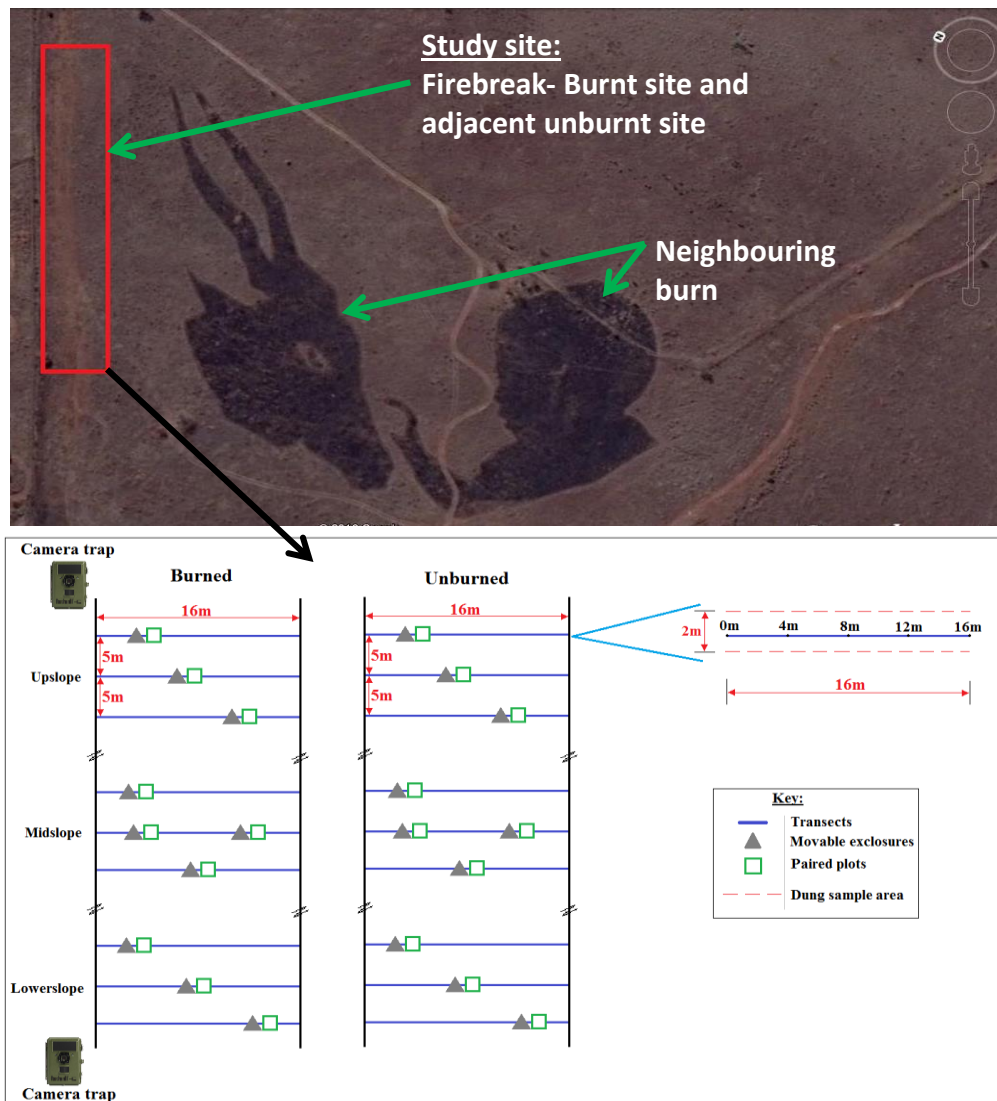 Study site:
Firebreak- Burnt site and
adjacent unburnt site
N
Neighbouring
burn
Camera trap
Burned
Unburned
16m
16m
5m
5m
5m
5m
Upslope
2m
0m 4m 8m 12m 16m
16m
Midslope
Key:
Transects
Movable exclosures
Paired plots
Dung sample area
Lowerslope
Camera trap